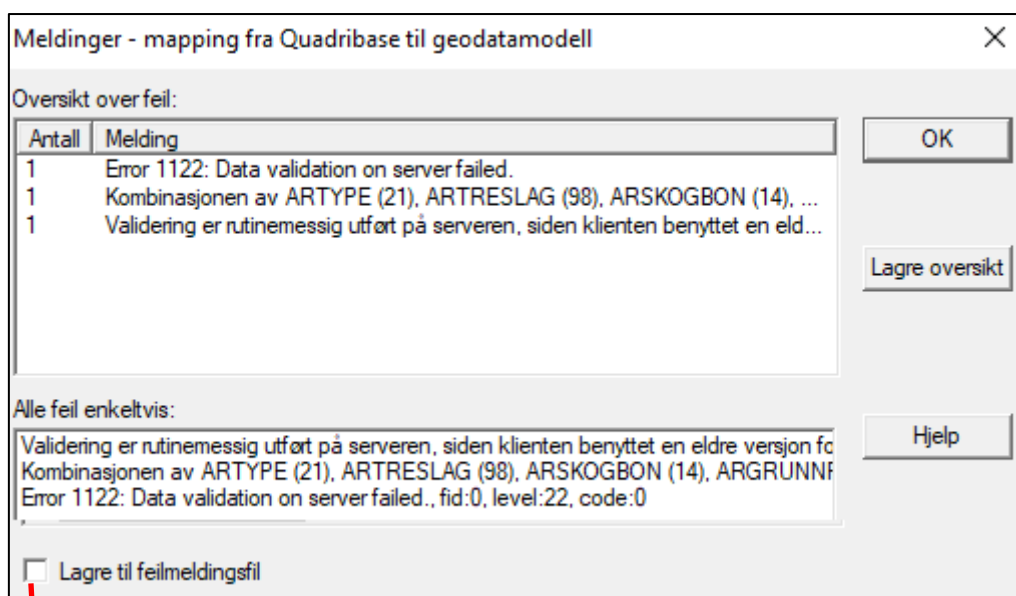 Meldinger - mapping fra Quadribase til geodatamodell
Oversikt over feil:
Antall Melding
OK
1 Error 1122: Data validation on server failed.
1 Kombinasjonen av ARTYPE (21), ARTRESLAG (98), ARSKOGBON (14), ...
1 Validering er rutinemessig utført på serveren, siden klienten benyttet en eld...
Lagre oversikt
Alle feil enkeltvis:
Hjelp
Validering er rutinemessig utført på serveren, siden klienten benyttet en eldre versjon fo
Kombinasjonen av ARTYPE (21), ARTRESLAG (98), ARSKOGBON (14), ARGRUNNF
Error 1122: Data validation on server failed., fid:0, level:22, code:0
Lagre til feilmeldingsfil